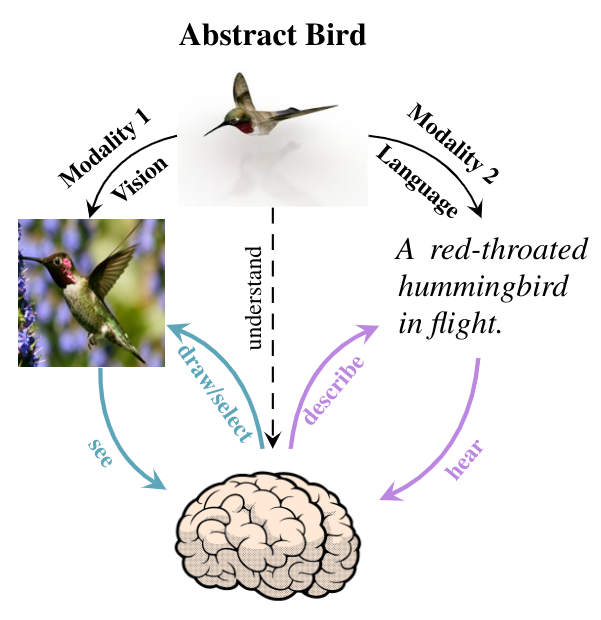 Abstract Bird
Modality 1
Vision
Modality 2
Language
A red-throated
hummingbird
in flight.
understand
draw/select
describe
see
hear